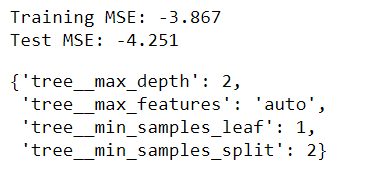 Training MSE: -3.867
Test MSE: -4.251
{'tree__max_depth': 2,
 'tree__max_features': 'auto',
 'tree__min_samples_leaf': 1,
 'tree__min_samples_split': 2}